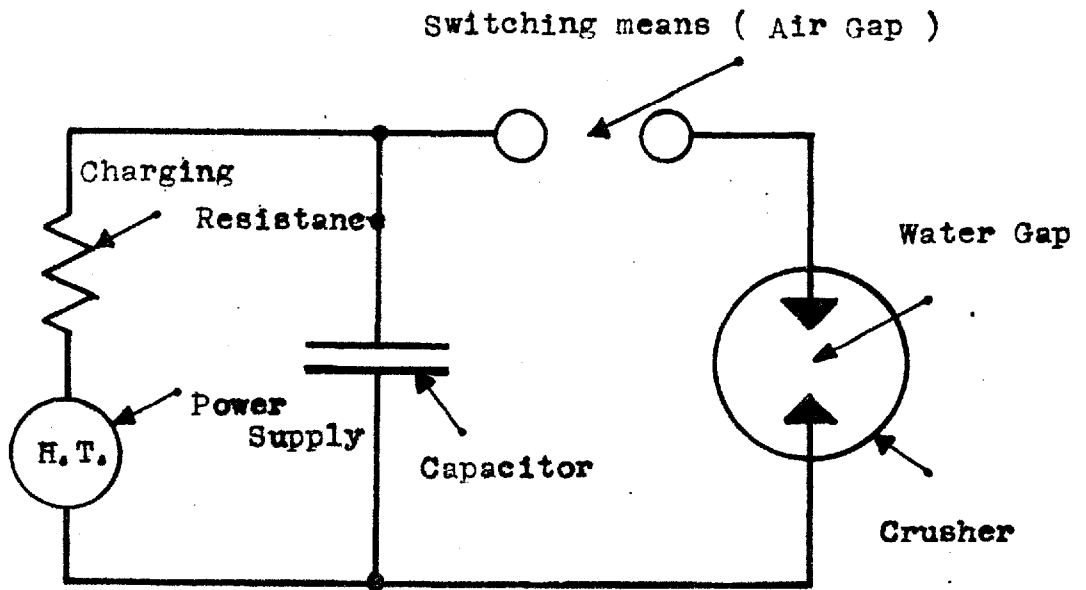 Switching means ( Air Gap )
Charging
Resistance
Water Gap
Power
Supply
H.T.
Capacitor
Crusher